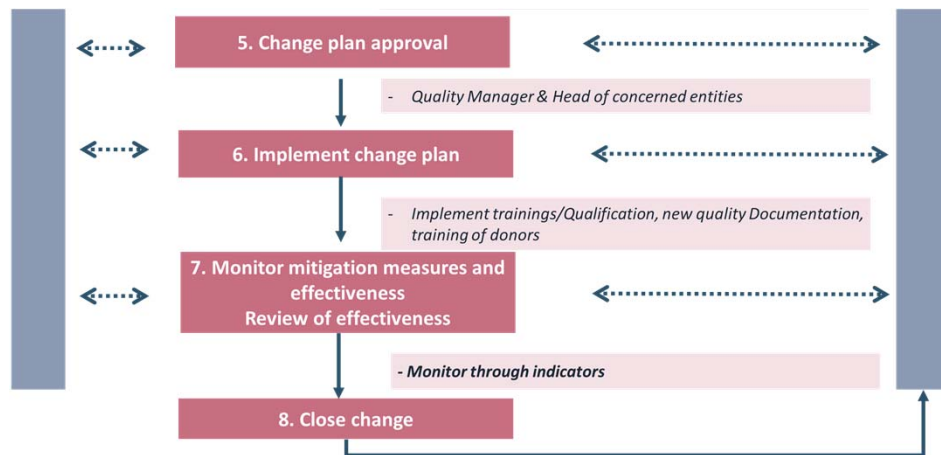 5. Change plan approval
- Quality Manager & Head of concerned entities
6. Implement change plan
- Implement trainings/Qualification, new quality Documentation,
training of donors
7. Monitor mitigation measures and
effectiveness
Review of effectiveness
- Monitor through indicators
8. Close change